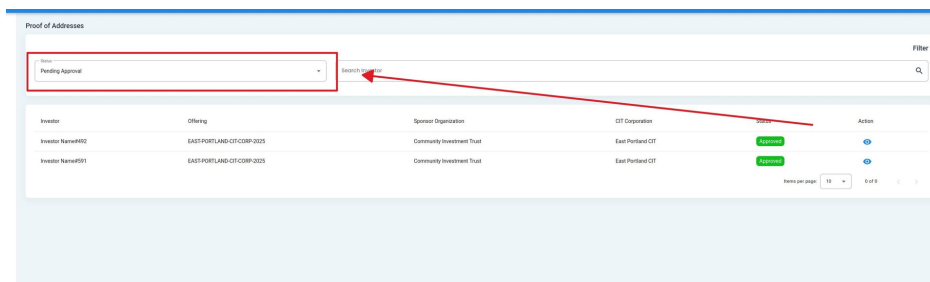 Proof of Addresses
Filter
Status
Pending Approval
Search Investor
Investor Offering Sponsor Organization CIT Corporation Status Action
Investor Name#492 EAST-PORTLAND-CIT-CORP-2025 Community Investment Trust East Portland CIT Approved
Investor Name#591 EAST-PORTLAND-CIT-CORP-2025 Community Investment Trust East Portland CIT Approved
Items per page: 10 0 of 0